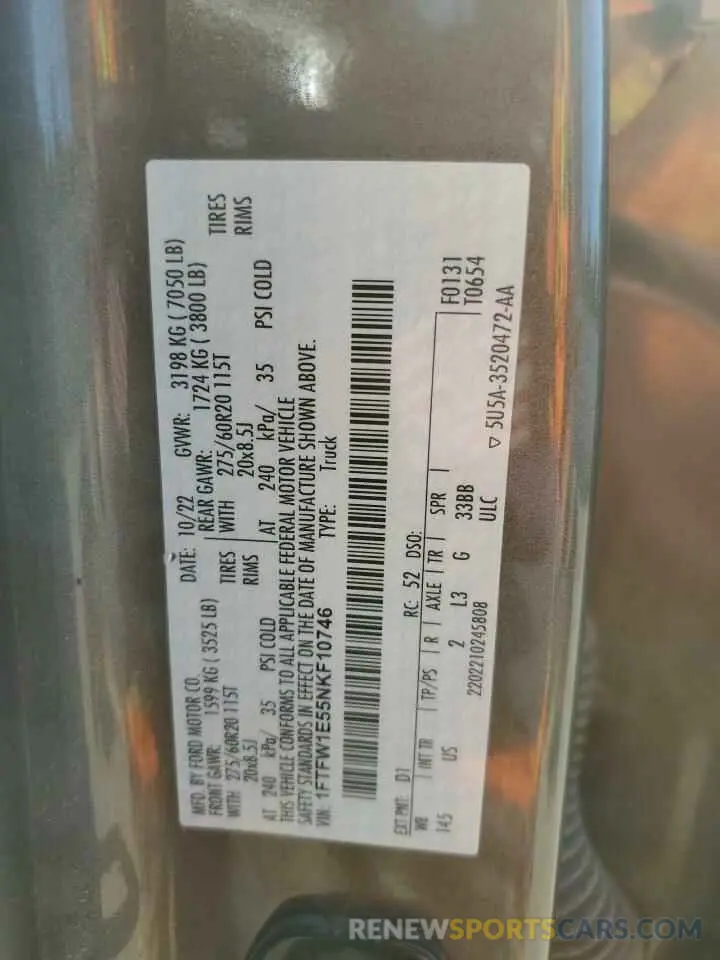 MFD. BY FORD MOTOR CO.
DATE: 10/22 GVWR: 3198 KG ( 7050 LB)
FRONT GAWR: 1599 KG ( 3525 LB) REAR GAWR: 1724 KG ( 3800 LB)
WITH 275/60R20 115T TIRES WITH 275/60R20 115T TIRES
20x8.5J RIMS 20x8.5J RIMS
AT 240 kPa/ 35 PSI COLD AT 240 kPa/ 35 PSI COLD
THIS VEHICLE CONFORMS TO ALL APPLICABLE FEDERAL MOTOR VEHICLE
SAFETY STANDARDS IN EFFECT ON THE DATE OF MANUFACTURE SHOWN ABOVE.
VIN: 1FTFW1E55NKF10746 TYPE: Truck
EXT PNT: D1 RC: 52 DSO: F0131
WB INT TR TP/PS R AXLE TR SPR T0654
145 US 2 L3 G 33BB
2202210245808 ULC ▽ 5U5A-3520472-AA
RENEWSPORTSCARS.COM